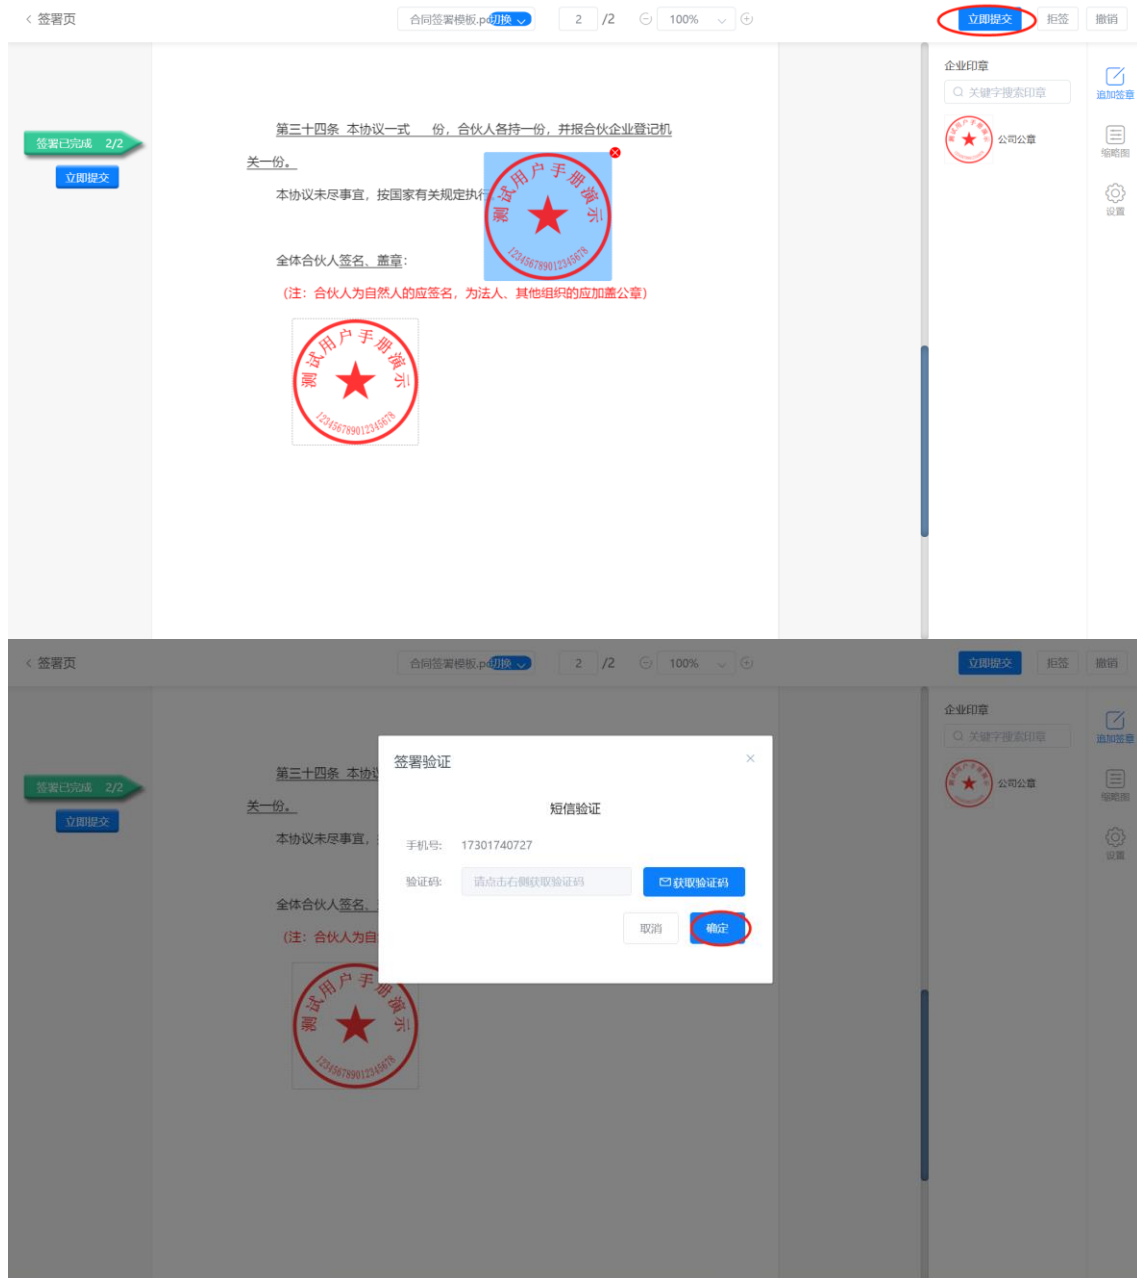 签署页
合同签署模板.pd 切换
2 /2
100%
立即提交 拒签 撤销
企业印章
关键字搜索印章
追加签章
公司公章
缩略图
设置
签署已完成 2/2
立即提交
第三十四条 本协议一式 份，合伙人各持一份，并报合伙企业登记机
关一份。
本协议未尽事宜，按国家有关规定执行
测试用户手册演示
123456789012345678
全体合伙人签名、盖章：
（注：合伙人为自然人的应签名，为法人、其他组织的应加盖公章）
测试用户手册演示
123456789012345678
签署页
合同签署模板.pd 切换
2 /2
100%
立即提交 拒签 撤销
企业印章
关键字搜索印章
追加签章
公司公章
缩略图
设置
签署已完成 2/2
立即提交
第三十四条 本协
关一份。
本协议未尽事宜，
全体合伙人签名、
（注：合伙人为自
测试用户手册演示
123456789012345678
签署验证
短信验证
手机号: 17301740727
验证码: 请点击右侧获取验证码 获取验证码
取消 确定